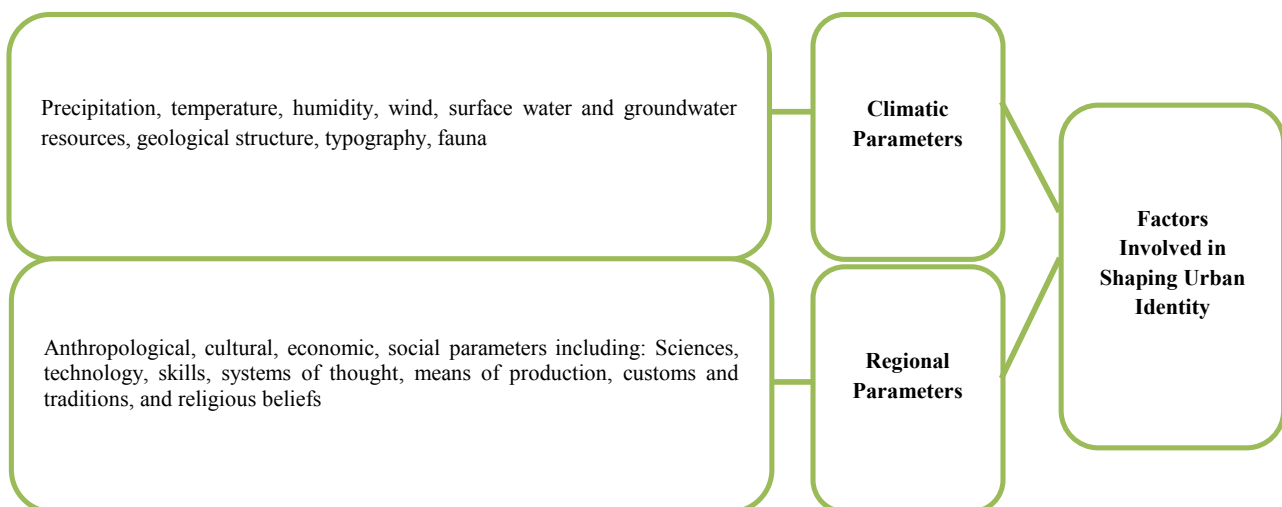 Precipitation, temperature, humidity, wind, surface water and groundwater
resources, geological structure, typography, fauna
Climatic
Parameters
Factors
Involved in
Shaping Urban
Identity
Anthropological, cultural, economic, social parameters including: Sciences,
technology, skills, systems of thought, means of production, customs and
traditions, and religious beliefs
Regional
Parameters